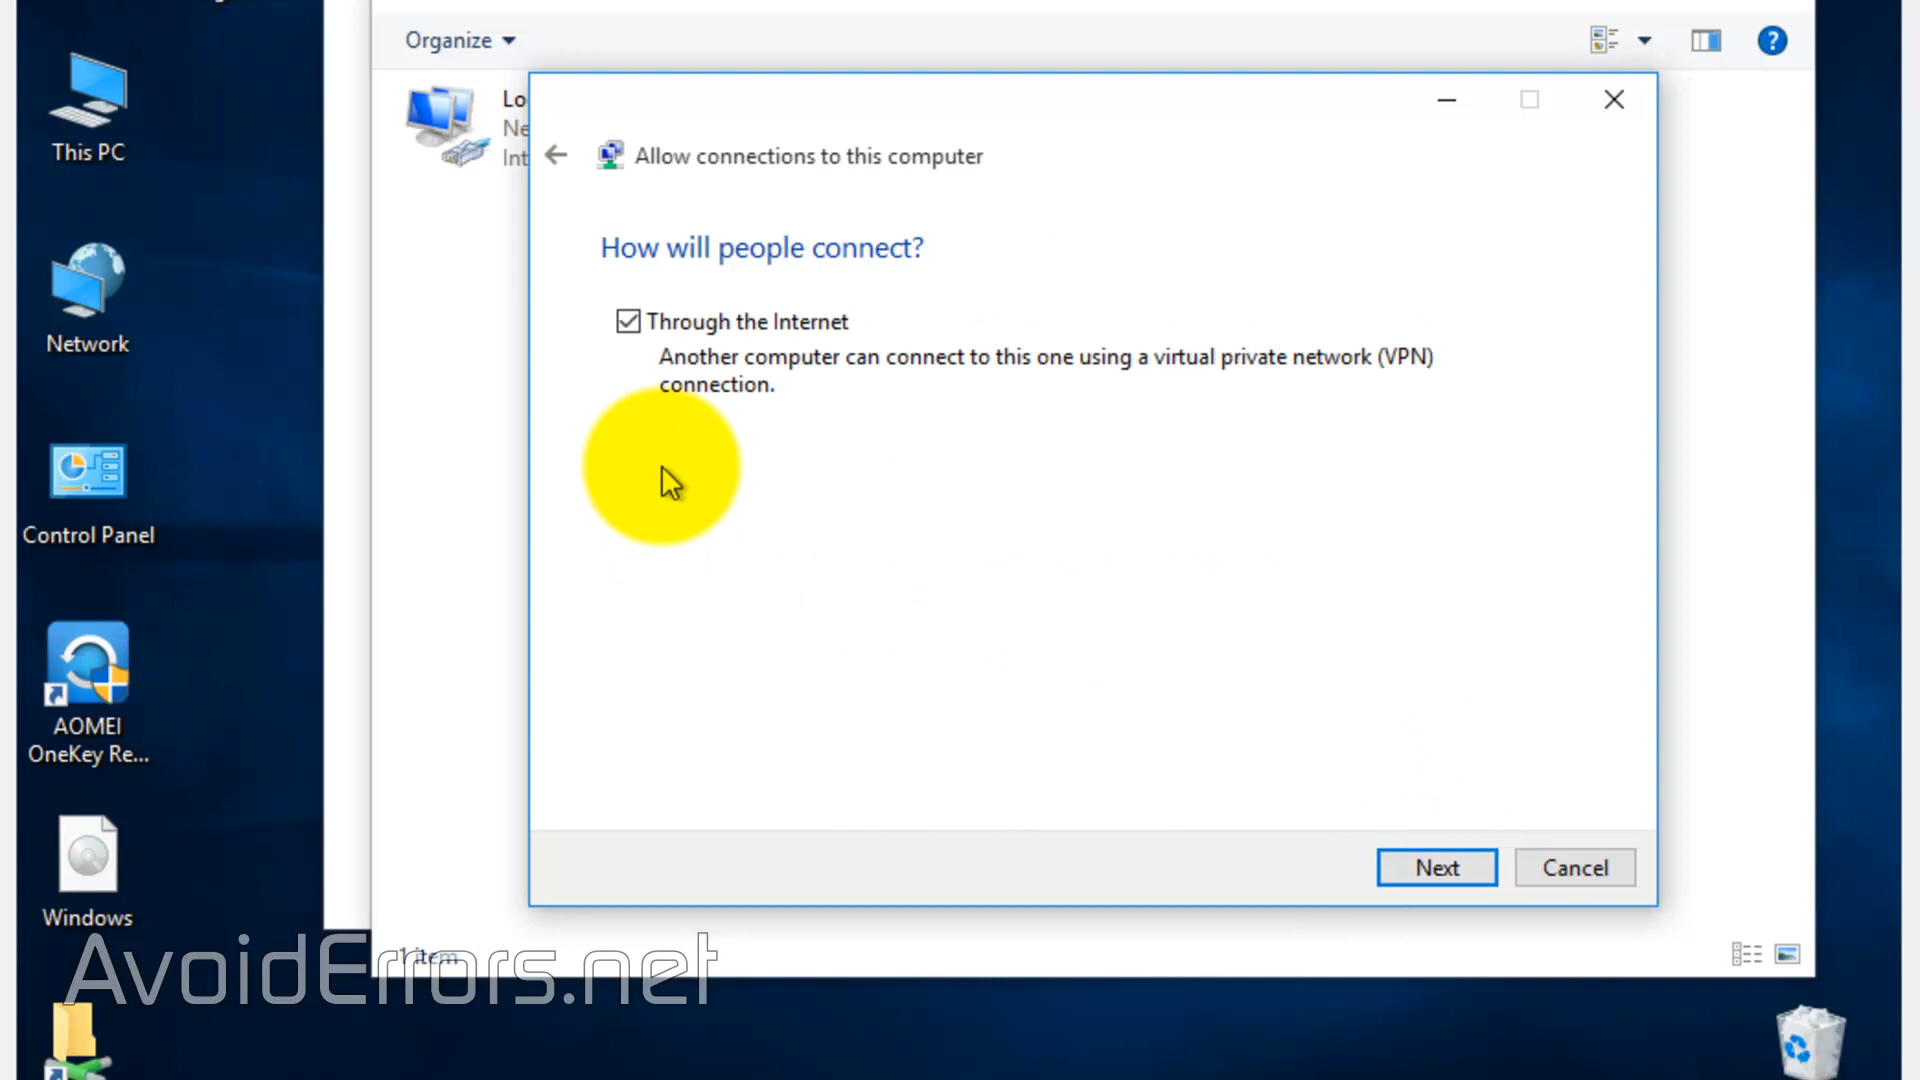 Organize
This PC
Lo
Ne
Int
Allow connections to this computer
How will people connect?
Through the Internet
Another computer can connect to this one using a virtual private network (VPN)
connection.
Network
Control Panel
AOMEI
OneKey Re...
Windows
Next
Cancel
1 item
AvoidErrors.net